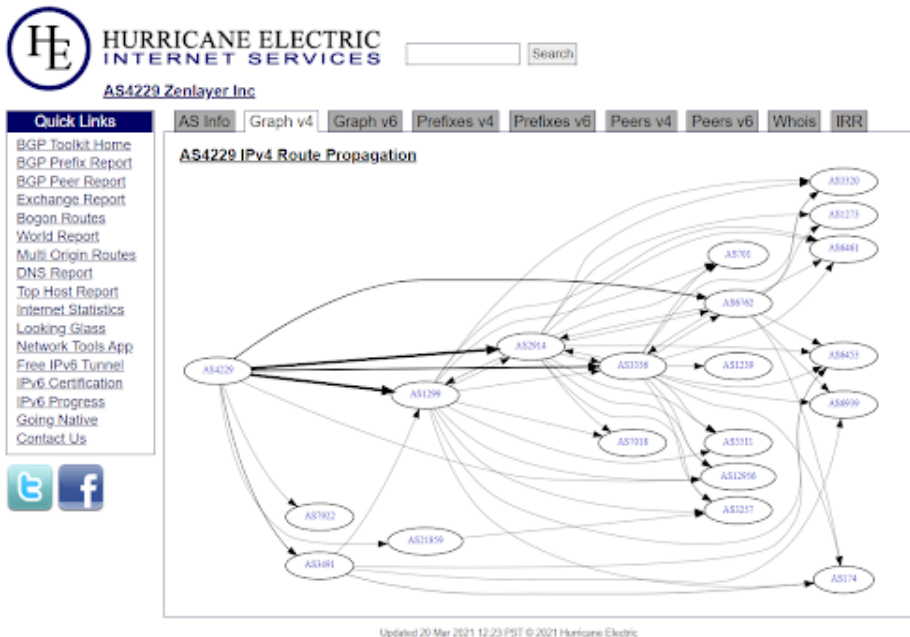 HE
HURRICANE ELECTRIC
INTERNET SERVICES
Search
AS4229 Zenlayer Inc
Quick Links
BGP Toolkit Home
BGP Prefix Report
BGP Peer Report
Exchange Report
Bogon Routes
World Report
Multi Origin Routes
DNS Report
Top Host Report
Internet Statistics
Looking Glass
Network Tools App
Free IPv6 Tunnel
IPv6 Certification
IPv6 Progress
Going Native
Contact Us
AS Info
Graph v4
Graph v6
Prefixes v4
Prefixes v6
Peers v4
Peers v6
Whois
IRR
AS4229 IPv4 Route Propagation
AS3320
AS1273
AS6461
AS701
AS6762
AS2914
AS3356
AS1239
AS6453
AS4229
AS1299
AS6939
AS7018
AS5511
AS12956
AS3257
AS7922
AS21859
AS3491
AS174
Updated 20 Mar 2021 12:23 PST © 2021 Hurricane Electric